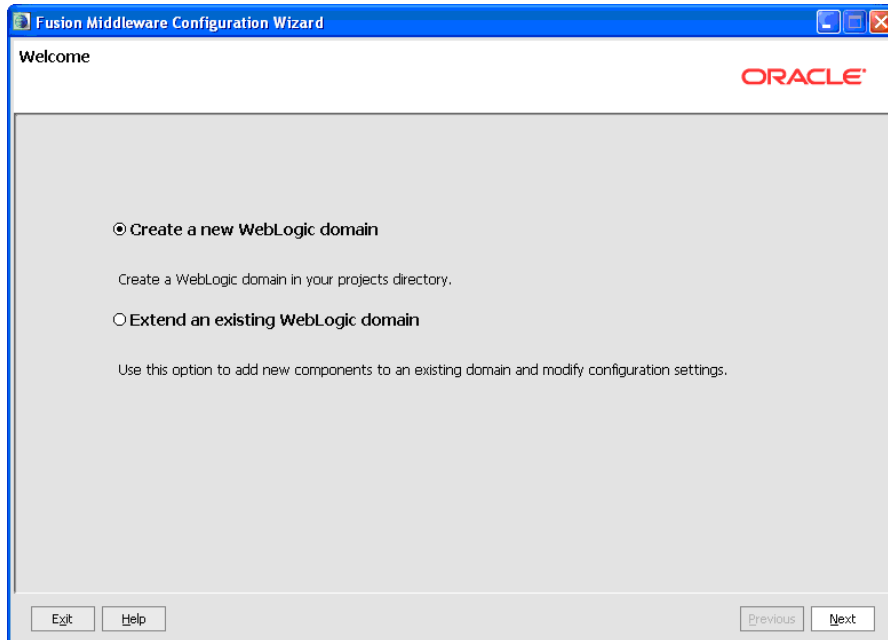 Fusion Middleware Configuration Wizard
Welcome
ORACLE
Create a new WebLogic domain
Create a WebLogic domain in your projects directory.
Extend an existing WebLogic domain
Use this option to add new components to an existing domain and modify configuration settings.
Exit Help Previous Next